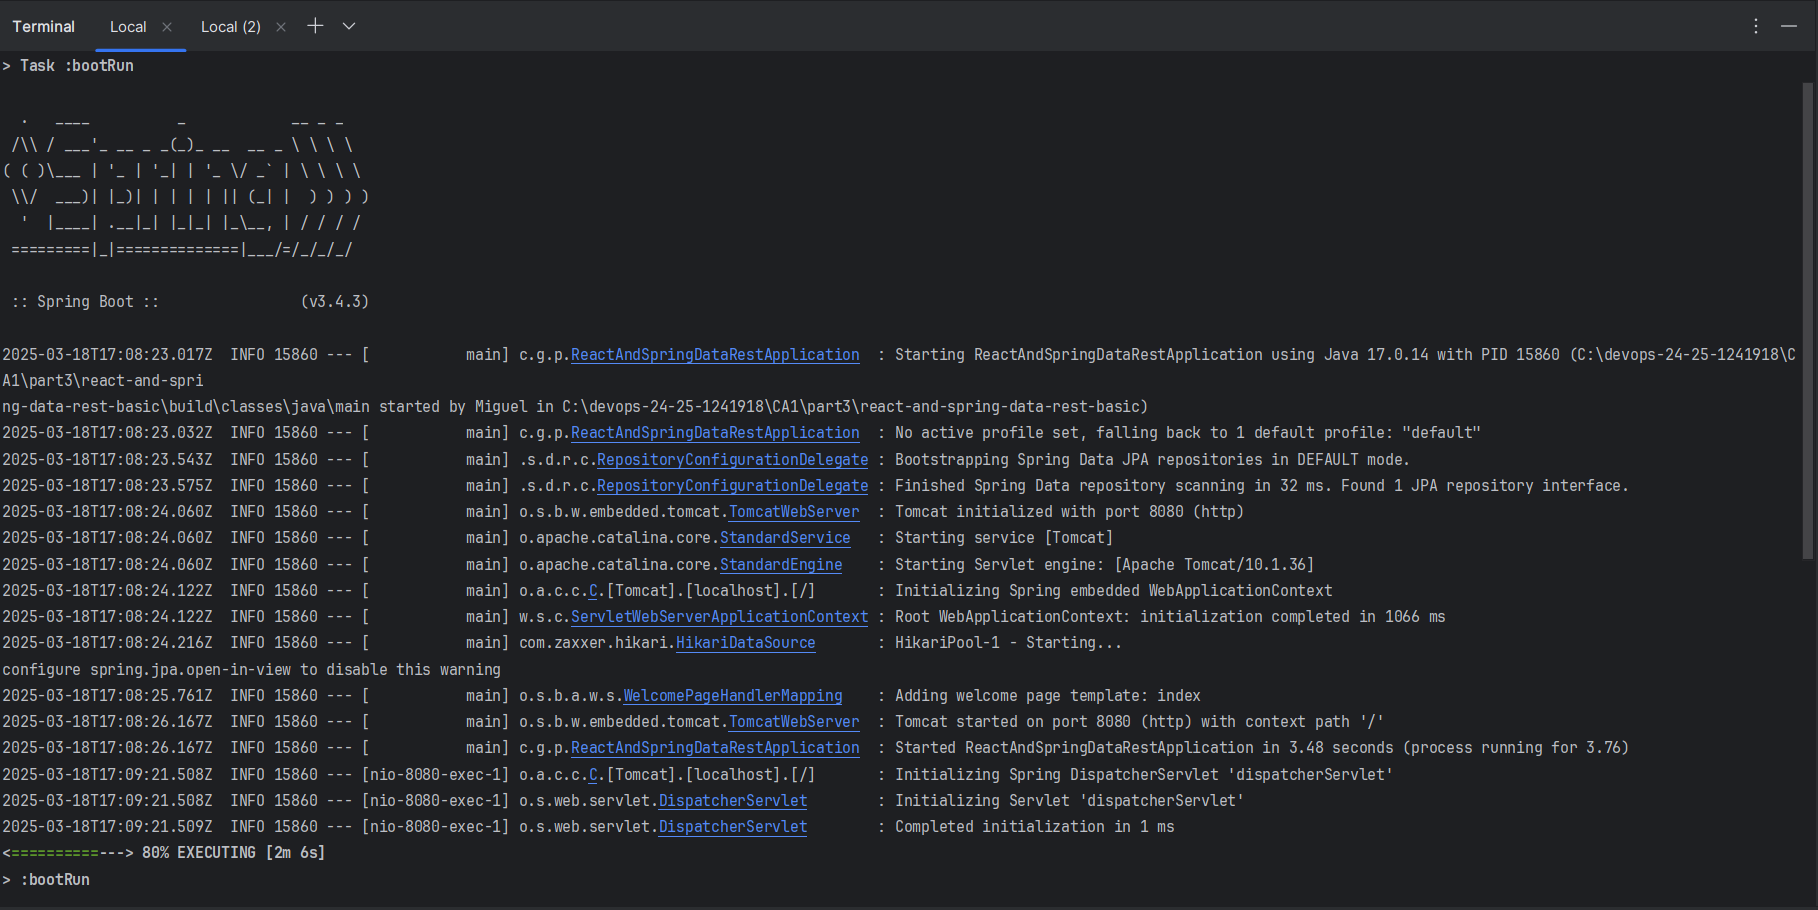 Terminal Local × Local (2) × +
> Task :bootRun
  .   ____          _            __ _ _
 /\\ / ___'_ __ _ _(_)_ __  __ _ \ \ \ \
( ( )\___ | '_ | '_| | '_ \/ _` | \ \ \ \
 \\/  ___)| |_)| | | | | || (_| |  ) ) ) )
  '  |____| .__|_| |_|_| |_\__, | / / / /
 =========|_|==============|___/=/_/_/_/
 :: Spring Boot ::                (v3.4.3)
2025-03-18T17:08:23.017Z  INFO 15860 --- [           main] c.g.p.ReactAndSpringDataRestApplication  : Starting ReactAndSpringDataRestApplication using Java 17.0.14 with PID 15860 (C:\devops-24-25-1241918\C
A1\part3\react-and-spri
ng-data-rest-basic\build\classes\java\main started by Miguel in C:\devops-24-25-1241918\CA1\part3\react-and-spring-data-rest-basic)
2025-03-18T17:08:23.032Z  INFO 15860 --- [           main] c.g.p.ReactAndSpringDataRestApplication  : No active profile set, falling back to 1 default profile: "default"
2025-03-18T17:08:23.543Z  INFO 15860 --- [           main] .s.d.r.c.RepositoryConfigurationDelegate : Bootstrapping Spring Data JPA repositories in DEFAULT mode.
2025-03-18T17:08:23.575Z  INFO 15860 --- [           main] .s.d.r.c.RepositoryConfigurationDelegate : Finished Spring Data repository scanning in 32 ms. Found 1 JPA repository interface.
2025-03-18T17:08:24.060Z  INFO 15860 --- [           main] o.s.b.w.embedded.tomcat.TomcatWebServer  : Tomcat initialized with port 8080 (http)
2025-03-18T17:08:24.060Z  INFO 15860 --- [           main] o.apache.catalina.core.StandardService   : Starting service [Tomcat]
2025-03-18T17:08:24.060Z  INFO 15860 --- [           main] o.apache.catalina.core.StandardEngine    : Starting Servlet engine: [Apache Tomcat/10.1.36]
2025-03-18T17:08:24.122Z  INFO 15860 --- [           main] o.a.c.c.C.[Tomcat].[localhost].[/]       : Initializing Spring embedded WebApplicationContext
2025-03-18T17:08:24.122Z  INFO 15860 --- [           main] w.s.c.ServletWebServerApplicationContext : Root WebApplicationContext: initialization completed in 1066 ms
2025-03-18T17:08:24.216Z  INFO 15860 --- [           main] com.zaxxer.hikari.HikariDataSource       : HikariPool-1 - Starting...
configure spring.jpa.open-in-view to disable this warning
2025-03-18T17:08:25.761Z  INFO 15860 --- [           main] o.s.b.a.w.s.WelcomePageHandlerMapping    : Adding welcome page template: index
2025-03-18T17:08:26.167Z  INFO 15860 --- [           main] o.s.b.w.embedded.tomcat.TomcatWebServer  : Tomcat started on port 8080 (http) with context path '/'
2025-03-18T17:08:26.167Z  INFO 15860 --- [           main] c.g.p.ReactAndSpringDataRestApplication  : Started ReactAndSpringDataRestApplication in 3.48 seconds (process running for 3.76)
2025-03-18T17:09:21.508Z  INFO 15860 --- [nio-8080-exec-1] o.a.c.c.C.[Tomcat].[localhost].[/]       : Initializing Spring DispatcherServlet 'dispatcherServlet'
2025-03-18T17:09:21.508Z  INFO 15860 --- [nio-8080-exec-1] o.s.web.servlet.DispatcherServlet        : Initializing Servlet 'dispatcherServlet'
2025-03-18T17:09:21.509Z  INFO 15860 --- [nio-8080-exec-1] o.s.web.servlet.DispatcherServlet        : Completed initialization in 1 ms
<==========---> 80% EXECUTING [2m 6s]
> :bootRun